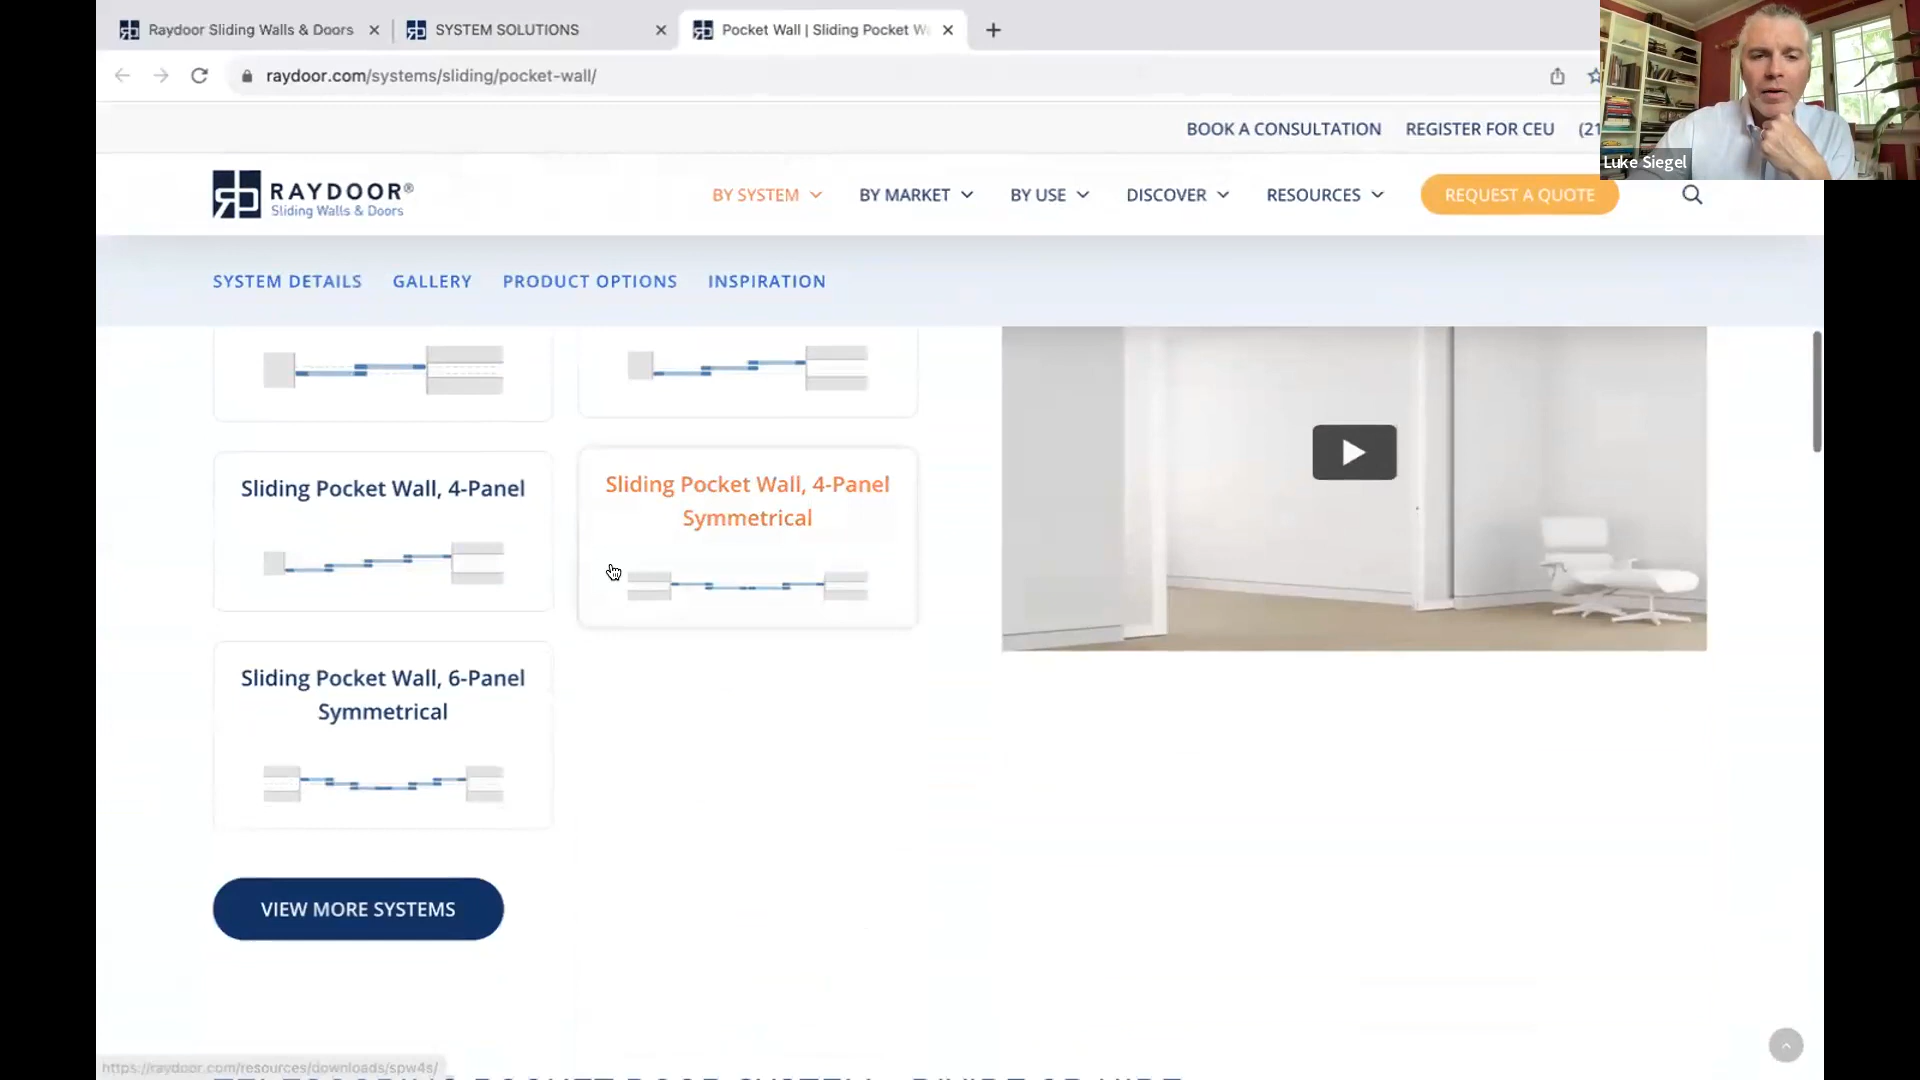 Raydoor Sliding Walls & Doors
SYSTEM SOLUTIONS
Pocket Wall | Sliding Pocket W
raydoor.com/systems/sliding/pocket-wall/
BOOK A CONSULTATION
REGISTER FOR CEU
(21
Luke Siegel
RAYDOOR®
Sliding Walls & Doors
BY SYSTEM
BY MARKET
BY USE
DISCOVER
RESOURCES
REQUEST A QUOTE
SYSTEM DETAILS
GALLERY
PRODUCT OPTIONS
INSPIRATION
Sliding Pocket Wall, 4-Panel
Sliding Pocket Wall, 4-Panel
Symmetrical
Sliding Pocket Wall, 6-Panel
Symmetrical
VIEW MORE SYSTEMS
https://raydoor.com/resources/downloads/spw4s/